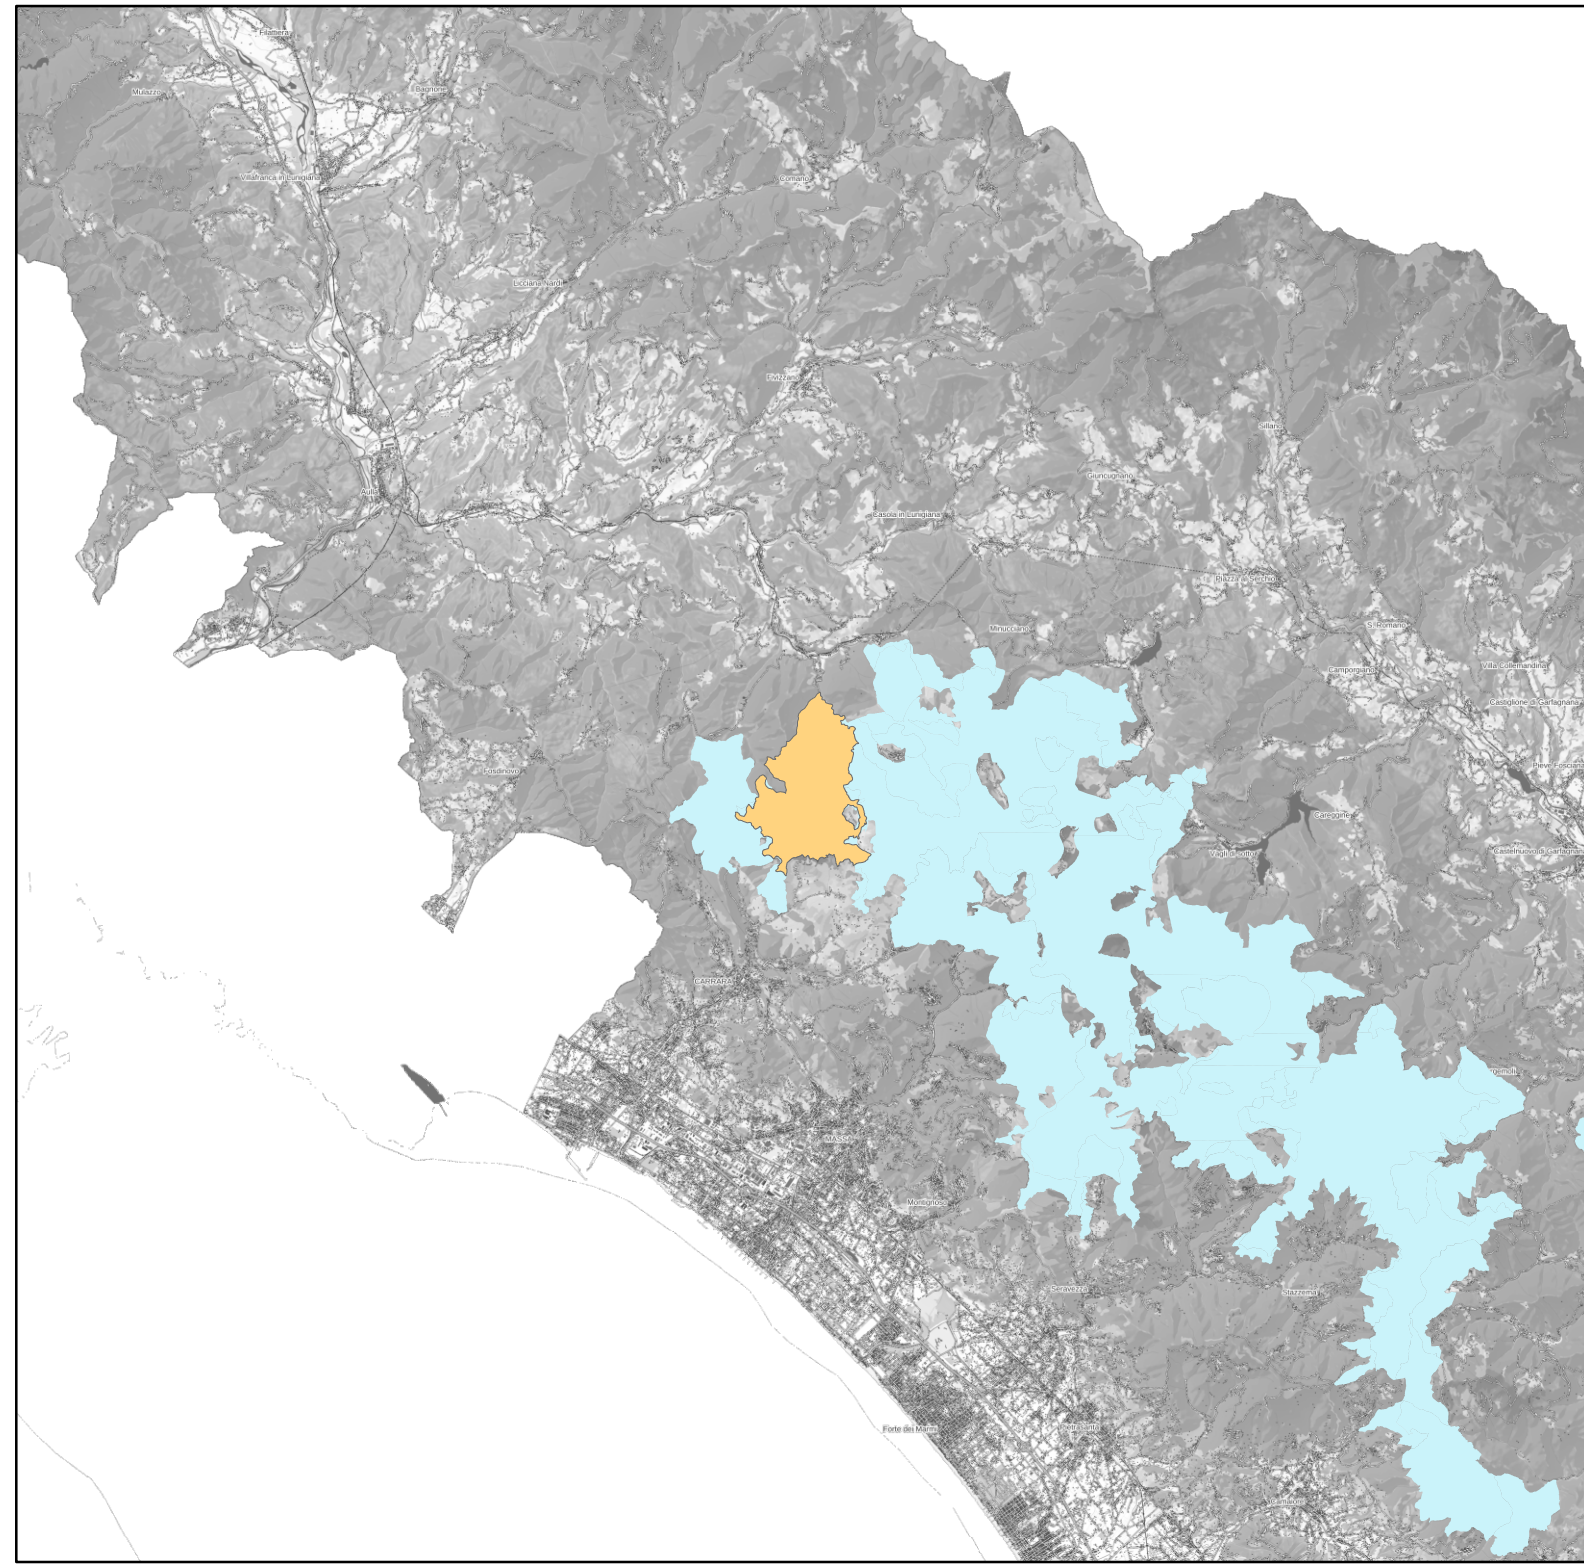 Filattiera
Mulazzo
Bagnone
Villafranca in Lunigiana
Comano
Licciana Nardi
Fivizzano
Sillano
Giuncugnano
Aulla
Casola in Lunigiana
Piazza al Serchio
Minucciano
S. Romano
Camporgiano
Villa Collemandina
Castiglione di Garfagnana
Fosdinovo
Pieve Fosciana
Careggine
Vagli di Sotto
Castelnuovo di Garfagnana
CARRARA
MASSA
Montignoso
Seravezza
Stazzema
Forte dei Marmi
Pietrasanta
Camaiore